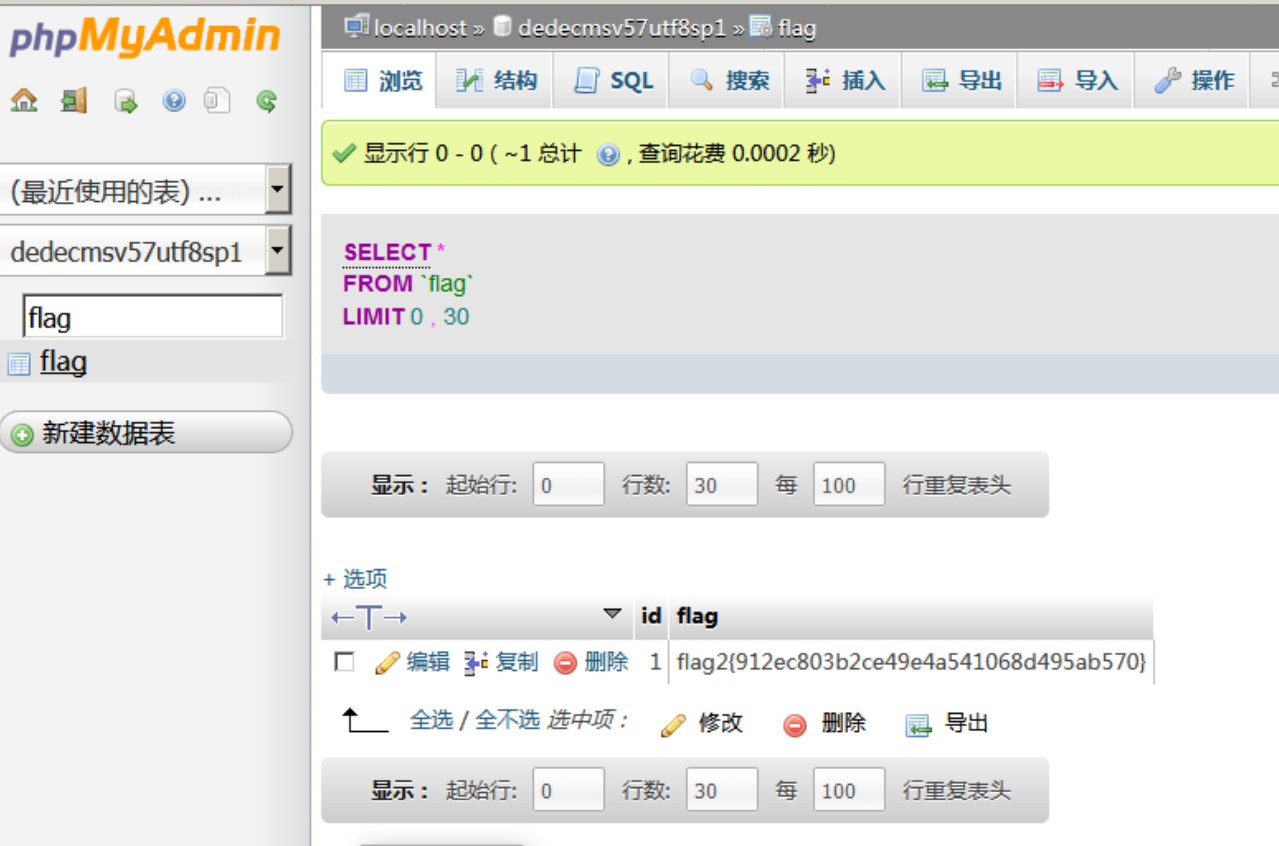 phpMyAdmin
localhost » dedecmsv57utf8sp1 » flag
浏览 结构 SQL 搜索 插入 导出 导入 操作
显示行 0 - 0 ( ~1 总计 , 查询花费 0.0002 秒)
(最近使用的表) ...
dedecmsv57utf8sp1
flag
flag
新建数据表
SELECT *
FROM `flag`
LIMIT 0 , 30
显示 : 起始行: 0 行数: 30 每 100 行重复表头
+ 选项
←T→ id flag
编辑 复制 删除 1 flag2{912ec803b2ce49e4a541068d495ab570}
全选 / 全不选 选中项 : 修改 删除 导出
显示 : 起始行: 0 行数: 30 每 100 行重复表头